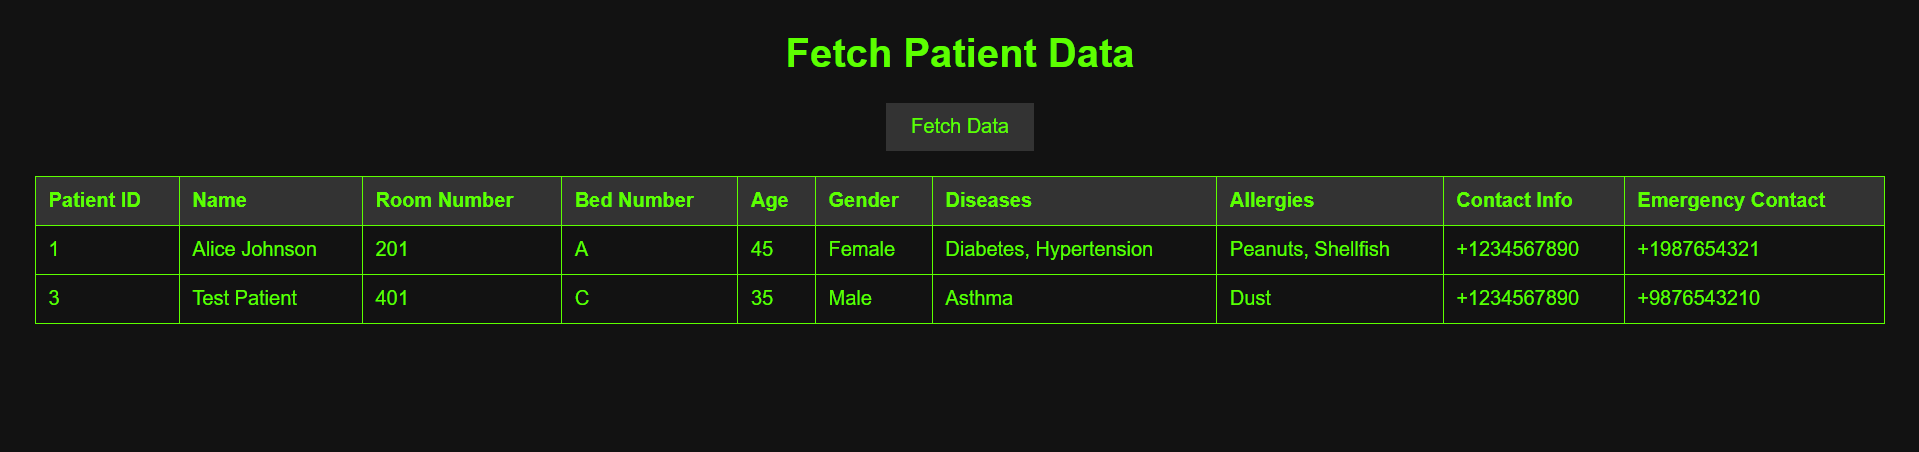 Fetch Patient Data
Fetch Data
Patient ID Name Room Number Bed Number Age Gender Diseases Allergies Contact Info Emergency Contact
1 Alice Johnson 201 A 45 Female Diabetes, Hypertension Peanuts, Shellfish +1234567890 +1987654321
3 Test Patient 401 C 35 Male Asthma Dust +1234567890 +9876543210